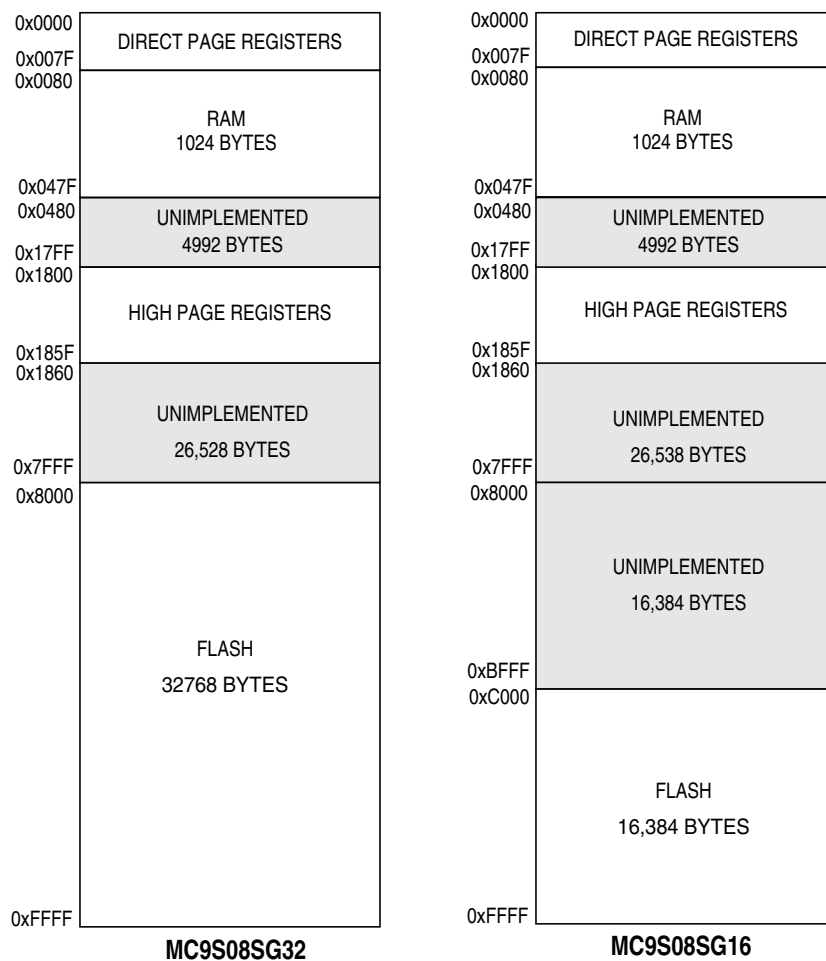 0x0000
DIRECT PAGE REGISTERS
0x007F
0x0080
RAM
1024 BYTES
0x047F
0x0480
UNIMPLEMENTED
4992 BYTES
0x17FF
0x1800
HIGH PAGE REGISTERS
0x185F
0x1860
UNIMPLEMENTED
26,528 BYTES
0x7FFF
0x8000
FLASH
32768 BYTES
0xFFFF
MC9S08SG32
0x0000
DIRECT PAGE REGISTERS
0x007F
0x0080
RAM
1024 BYTES
0x047F
0x0480
UNIMPLEMENTED
4992 BYTES
0x17FF
0x1800
HIGH PAGE REGISTERS
0x185F
0x1860
UNIMPLEMENTED
26,538 BYTES
0x7FFF
0x8000
UNIMPLEMENTED
16,384 BYTES
0xBFFF
0xC000
FLASH
16,384 BYTES
0xFFFF
MC9S08SG16